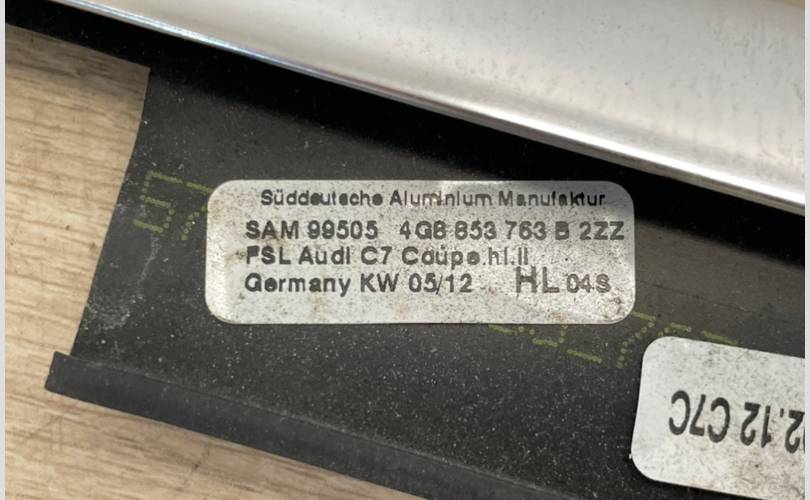 Süddeutsche Aluminium Manufaktur
SAM 99505 4G8 853 763 B 2ZZ
FSL Audi C7 Coupe hl.li
Germany KW 05/12 HL 04S
2.12 C7C